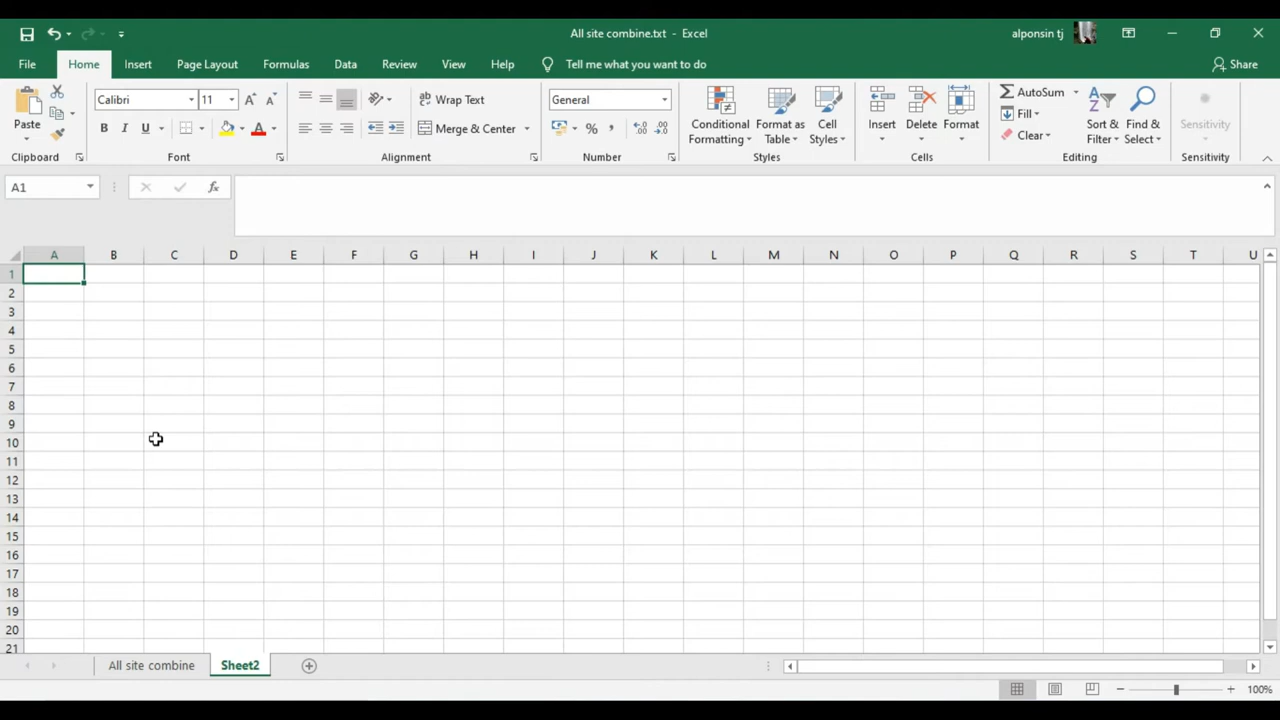 All site combine.txt - Excel
alponsin tj
File Home Insert Page Layout Formulas Data Review View Help Tell me what you want to do Share
Paste
Clipboard
Calibri 11
B I U
Font
Wrap Text
Merge & Center
Alignment
General
%
Number
Conditional Formatting
Format as Table
Cell Styles
Styles
Insert
Delete
Format
Cells
AutoSum
Fill
Clear
Sort & Filter
Find & Select
Editing
Sensitivity
Sensitivity
A1 fx
A B C D E F G H I J K L M N O P Q R S T U
1
2
3
4
5
6
7
8
9
10
11
12
13
14
15
16
17
18
19
20
21
All site combine Sheet2
100%